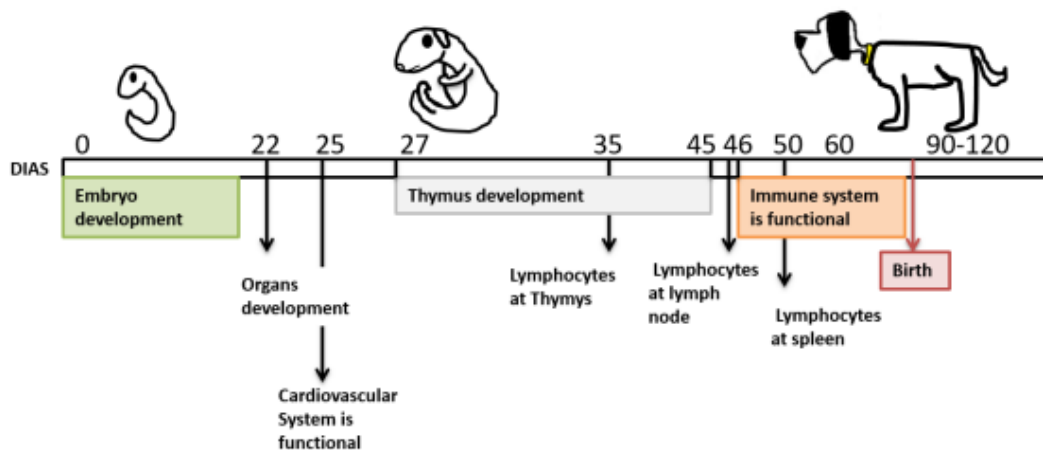 0 22 25 27 35 45 46 50 60 90-120
DIAS
Embryo
development
Thymus development
Immune system
is functional
Organs
development
Lymphocytes
at Thymys
Lymphocytes
at lymph
node
Birth
Lymphocytes
at spleen
Cardiovascular
System is
functional